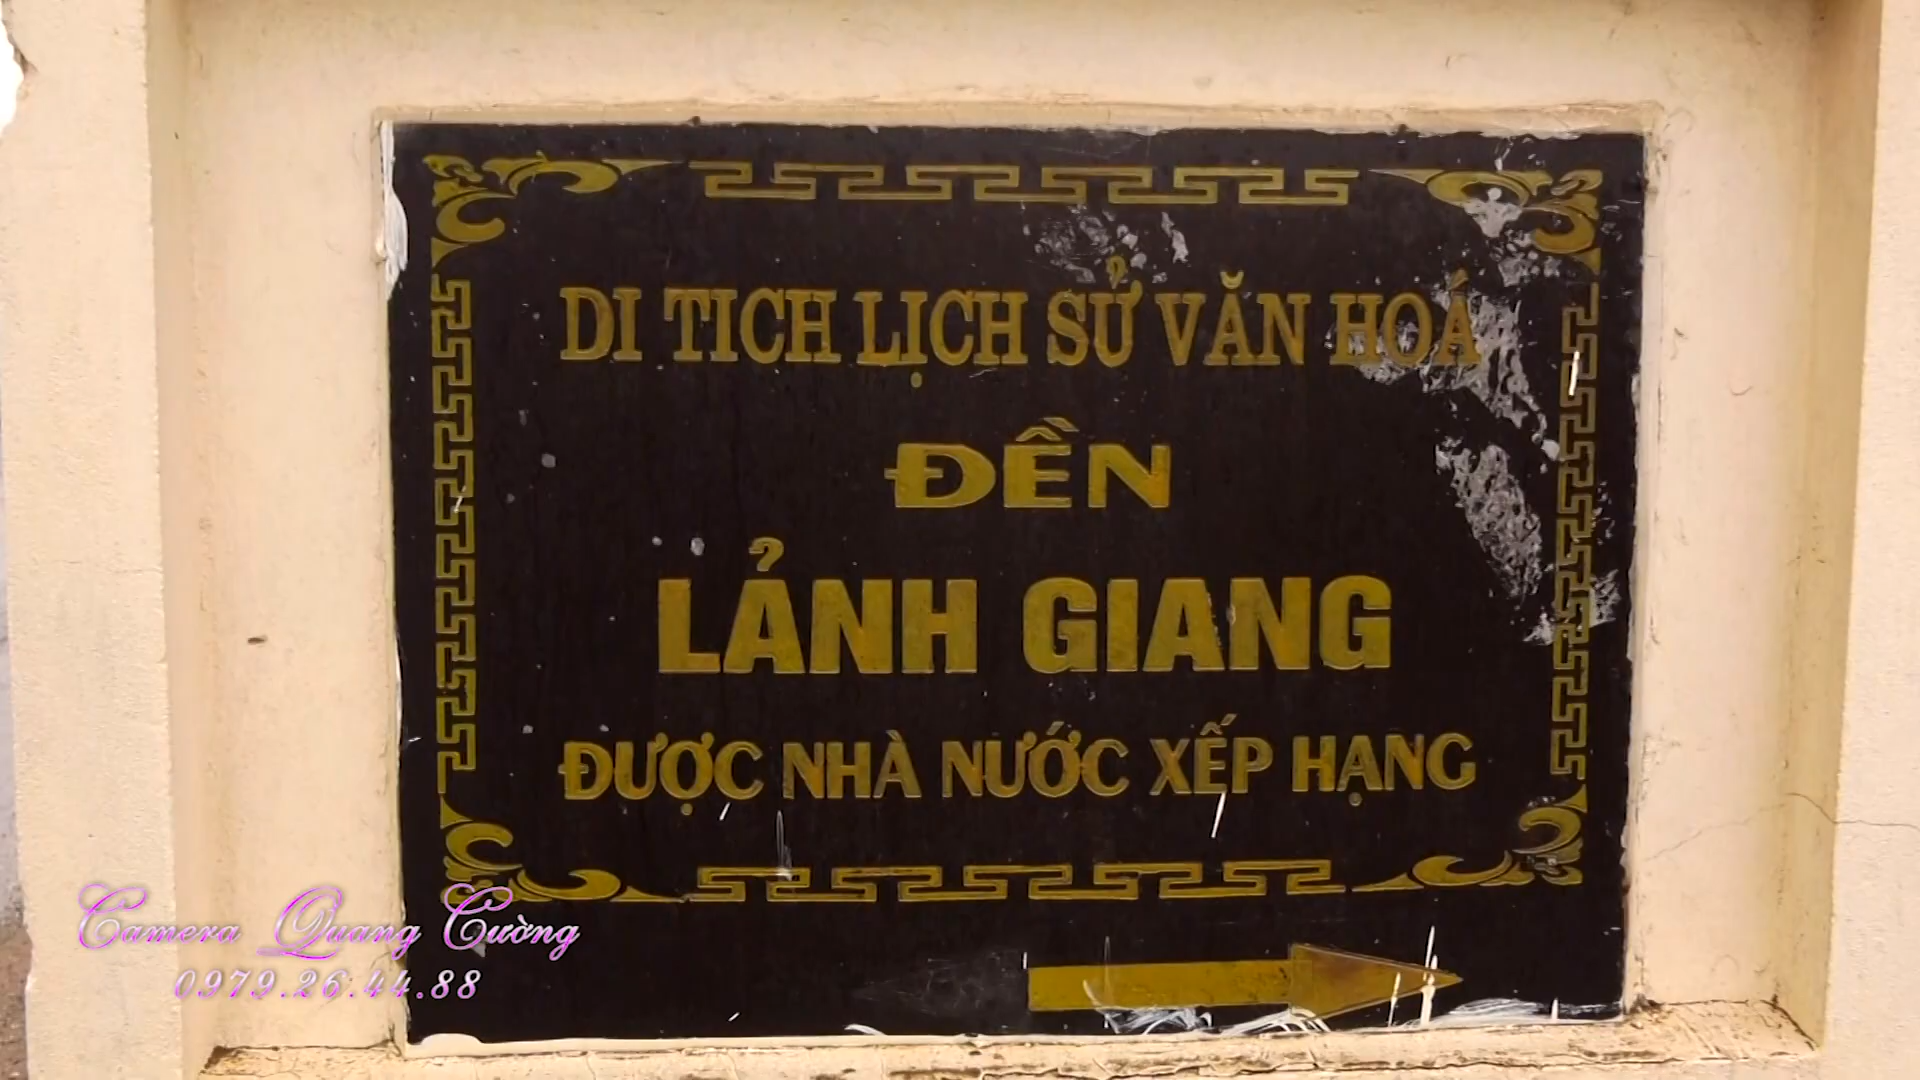 DI TICH LỊCH SỬ VĂN HOÁ
ĐỀN
LẢNH GIANG
ĐƯỢC NHÀ NƯỚC XẾP HẠNG
Camera Quang Cường
0979.26.44.88